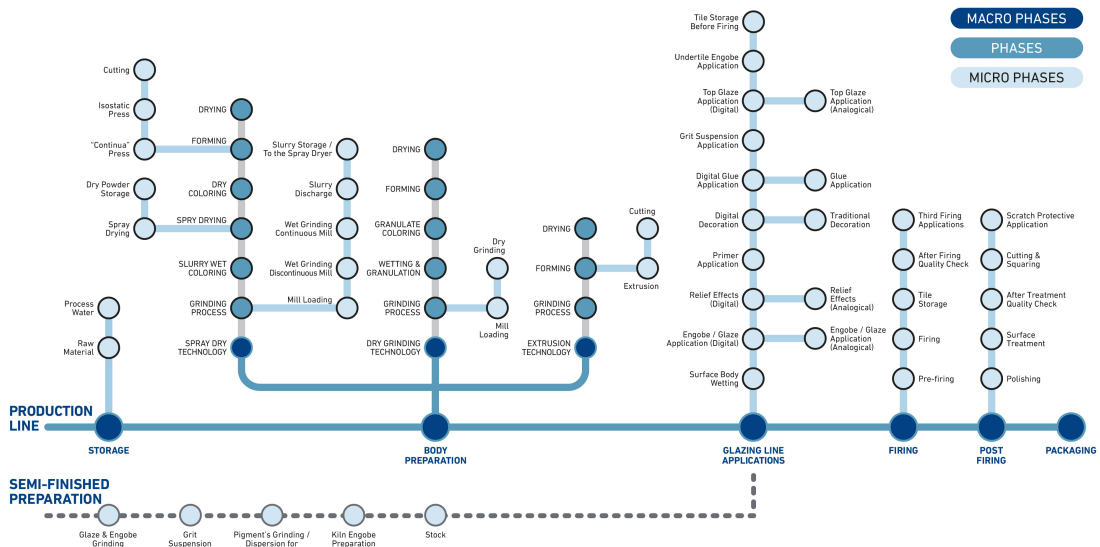 MACRO PHASES
PHASES
MICRO PHASES
Cutting
Isostatic
Press
"Continua"
Press
Dry Powder
Storage
Spray
Drying
Process
Water
Raw
Material
DRYING
FORMING
DRY
COLORING
SPRY DRYING
SLURRY WET
COLORING
GRINDING
PROCESS
SPRAY DRY
TECHNOLOGY
Slurry Storage /
To the Spray Dryer
Slurry
Discharge
Wet Grinding
Continuous Mill
Wet Grinding
Discontinuous Mill
Mill Loading
DRYING
FORMING
GRANULATE
COLORING
WETTING &
GRANULATION
GRINDING
PROCESS
DRY GRINDING
TECHNOLOGY
Dry
Grinding
Mill
Loading
DRYING
FORMING
GRINDING
PROCESS
EXTRUSION
TECHNOLOGY
Cutting
Extrusion
Tile Storage
Before Firing
Undertile Engobe
Application
Top Glaze
Application
(Digital)
Top Glaze
Application
(Analogical)
Grit Suspension
Application
Digital Glue
Application
Glue
Application
Digital
Decoration
Traditional
Decoration
Primer
Application
Relief Effects
(Digital)
Relief
Effects
(Analogical)
Engobe / Glaze
Application (Digital)
Engobe / Glaze
Application
(Analogical)
Surface Body
Wetting
Third Firing
Applications
After Firing
Quality Check
Tile
Storage
Firing
Pre-firing
Scratch Protective
Application
Cutting &
Squaring
After Treatment
Quality Check
Surface
Treatment
Polishing
PRODUCTION
LINE
STORAGE
BODY
PREPARATION
GLAZING LINE
APPLICATIONS
FIRING
POST
FIRING
PACKAGING
SEMI-FINISHED
PREPARATION
Glaze & Engobe
Grinding
Grit
Suspension
Pigment's Grinding /
Dispersion for
Kiln Engobe
Preparation
Stock